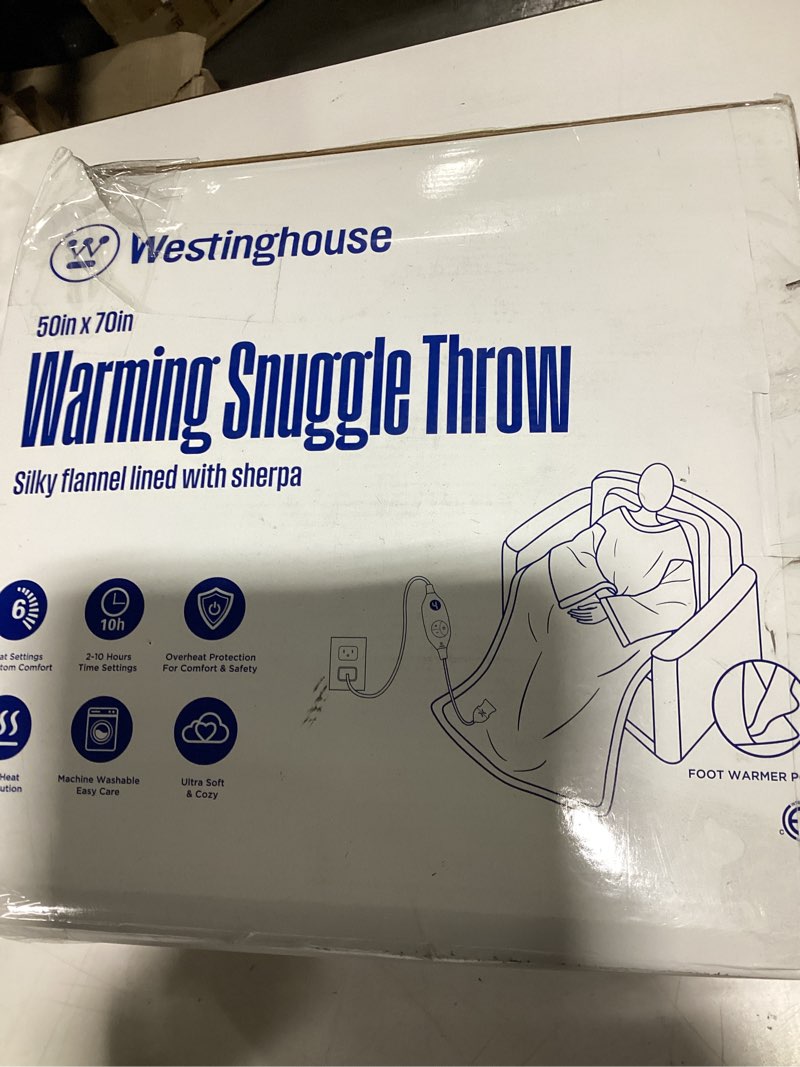 Westinghouse
50in x 70in
Warming Snuggle Throw
Silky flannel lined with sherpa
6
10h
at Settings
tom Comfort
2-10 Hours
Time Settings
Overheat Protection
For Comfort & Safety
Heat
ution
Machine Washable
Easy Care
Ultra Soft
& Cozy
FOOT WARMER P